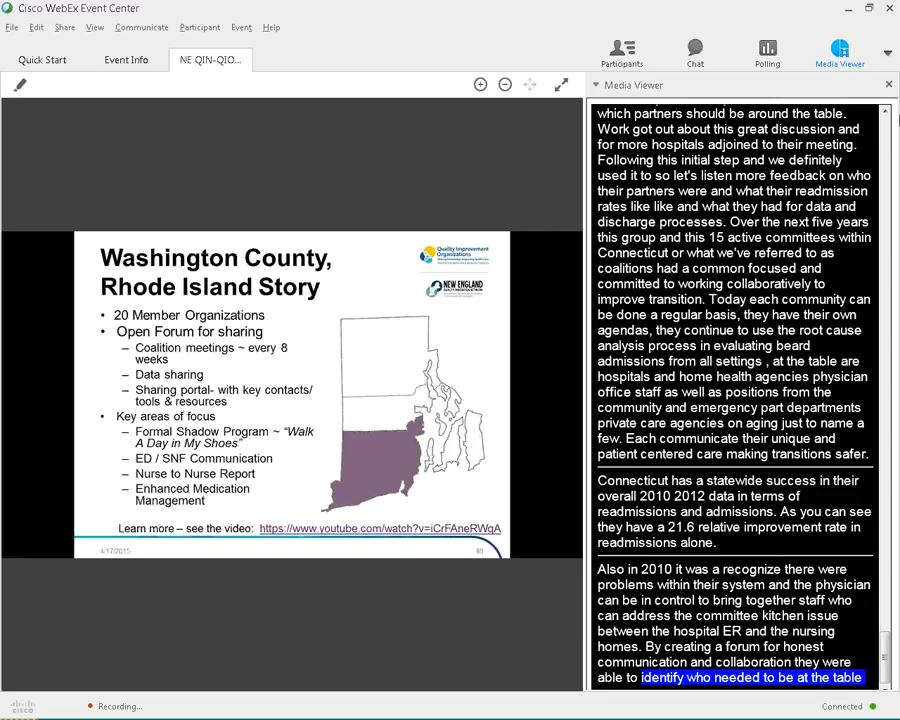 Cisco WebEx Event Center
File Edit Share View Communicate Participant Event Help
Quick Start Event Info NE QIN-QIO...
Participants Chat Polling Media Viewer
Media Viewer
Washington County,
Rhode Island Story
Quality Improvement
Organizations
NEW ENGLAND
• 20 Member Organizations
• Open Forum for sharing
– Coalition meetings ~ every 8
weeks
– Data sharing
– Sharing portal- with key contacts/
tools & resources
• Key areas of focus
– Formal Shadow Program ~ “Walk
A Day in My Shoes”
– ED / SNF Communication
– Nurse to Nurse Report
– Enhanced Medication
Management
Learn more – see the video: https://www.youtube.com/watch?v=iCrFAneRWqA
4/17/2015
which partners should be around the table.
Work got out about this great discussion and
for more hospitals adjoined to their meeting.
Following this initial step and we definitely
used it to so let's listen more feedback on who
their partners were and what their readmission
rates like like and what they had for data and
discharge processes. Over the next five years
this group and this 15 active committees within
Connecticut or what we've referred to as
coalitions had a common focused and
committed to working collaboratively to
improve transition. Today each community can
be done a regular basis, they have their own
agendas, they continue to use the root cause
analysis process in evaluating beard
admissions from all settings , at the table are
hospitals and home health agencies physician
office staff as well as positions from the
community and emergency part departments
private care agencies on aging just to name a
few. Each communicate their unique and
patient centered care making transitions safer.
Connecticut has a statewide success in their
overall 2010 2012 data in terms of
readmissions and admissions. As you can see
they have a 21.6 relative improvement rate in
readmissions alone.
Also in 2010 it was a recognize there were
problems within their system and the physician
can be in control to bring together staff who
can address the committee kitchen issue
between the hospital ER and the nursing
homes. By creating a forum for honest
communication and collaboration they were
able to identify who needed to be at the table
cisco
Recording...
Connected